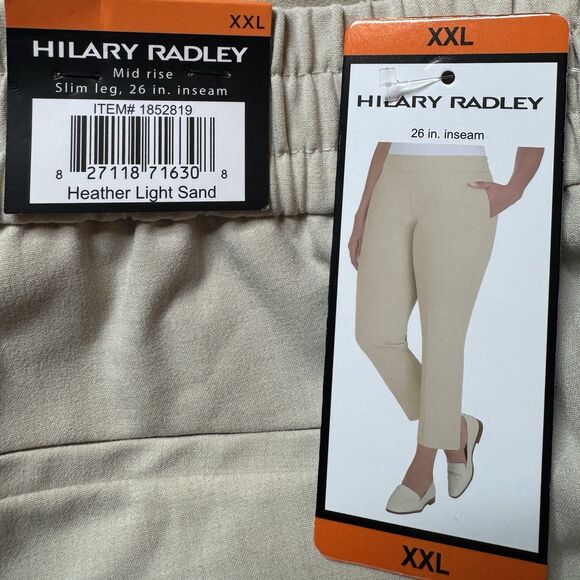 XXL
HILARY RADLEY
Mid rise
Slim leg, 26 in. inseam
ITEM# 1852819
8 27118 71630 8
Heather Light Sand
XXL
HILARY RADLEY
26 in. inseam
XXL